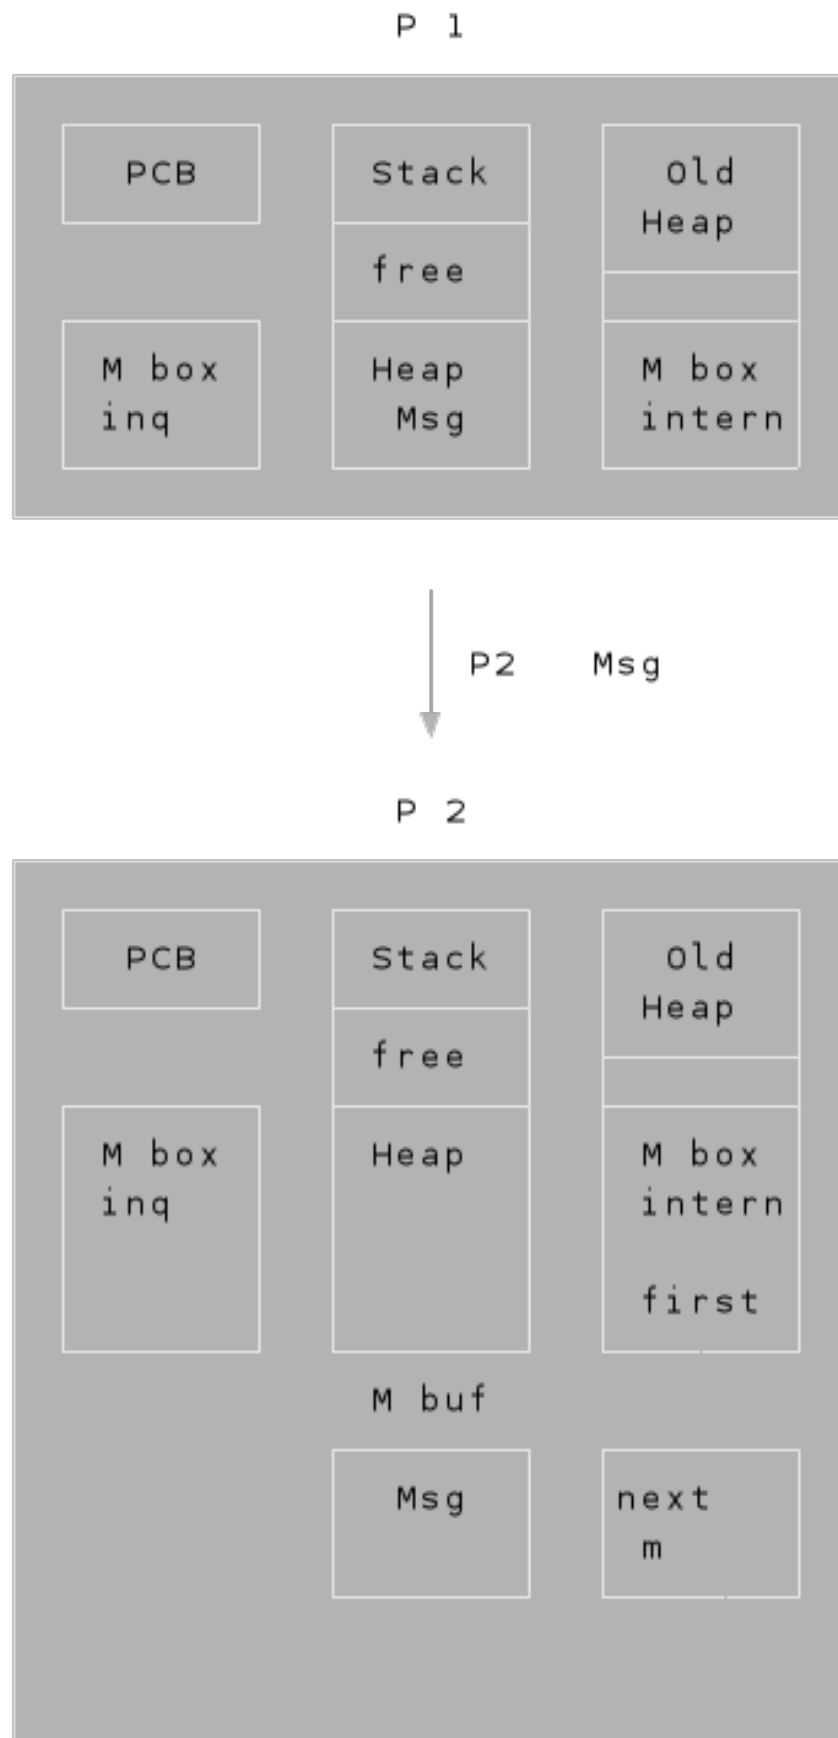 P 1
PCB
Stack
Old
Heap
free
M box
inq
Heap
Msg
M box
intern
P2 Msg
P 2
PCB
Stack
Old
Heap
free
M box
inq
Heap
M box
intern
first
M buf
Msg
next
m